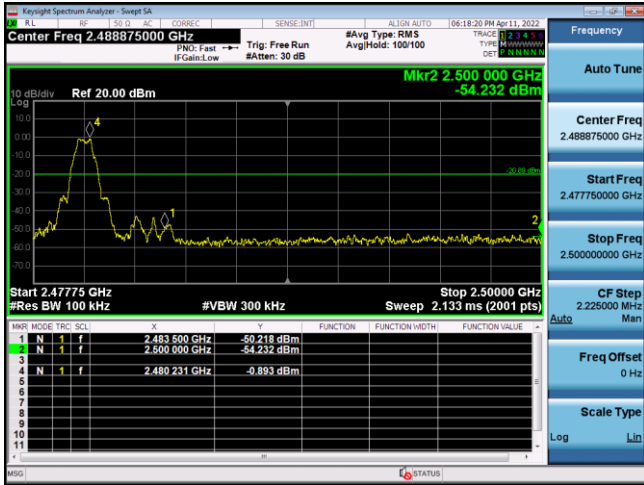 Keysight Spectrum Analyzer - Swept SA
RL RF 50 Ω AC CORREC SENSE:INT ALIGN AUTO 06:18:20 PM Apr 11, 2022
Center Freq 2.488875000 GHz #Avg Type: RMS TRACE 1 2 3 4 5 6
PNO: Fast Trig: Free Run Avg|Hold: 100/100 TYPE M WWWWW
IFGain:Low #Atten: 30 dB DET P N N N N N
Mkr2 2.500 000 GHz
10 dB/div Ref 20.00 dBm -54.232 dBm
Log
10.0
4
0.00
-10.0
-20.0 -20.89 dBm
-30.0
-40.0
1 2
-50.0
-60.0
-70.0
Start 2.47775 GHz Stop 2.50000 GHz
#Res BW 100 kHz #VBW 300 kHz Sweep 2.133 ms (2001 pts)
MKR MODE TRC SCL X Y FUNCTION FUNCTION WIDTH FUNCTION VALUE
1 N 1 f 2.483 500 GHz -50.218 dBm
2 N 1 f 2.500 000 GHz -54.232 dBm
3
4 N 1 f 2.480 231 GHz -0.893 dBm
5
6
7
8
9
10
11
MSG STATUS
Frequency
Auto Tune
Center Freq
2.488875000 GHz
Start Freq
2.477750000 GHz
Stop Freq
2.500000000 GHz
CF Step
2.225000 MHz
Auto Man
Freq Offset
0 Hz
Scale Type
Log Lin